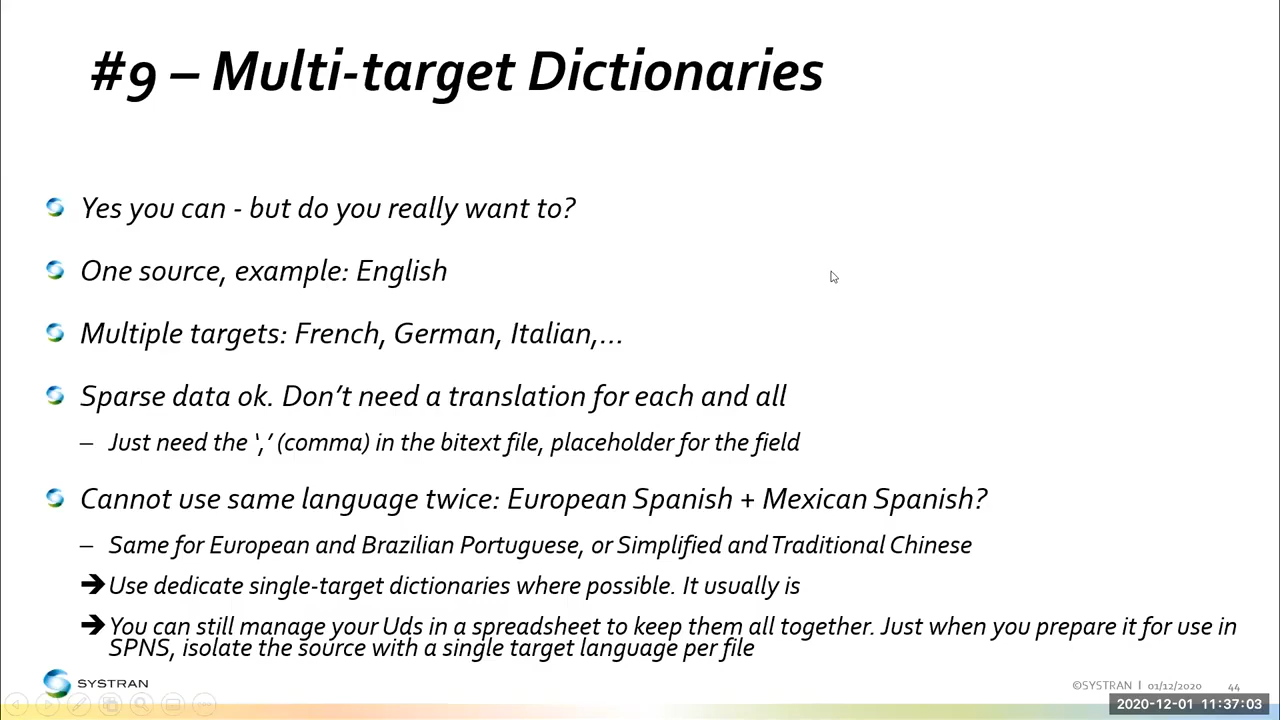 #9 – Multi-target Dictionaries
Yes you can - but do you really want to?
One source, example: English
Multiple targets: French, German, Italian,...
Sparse data ok. Don't need a translation for each and all
– Just need the ‘,’ (comma) in the bitext file, placeholder for the field
Cannot use same language twice: European Spanish + Mexican Spanish?
– Same for European and Brazilian Portuguese, or Simplified and Traditional Chinese
➔ Use dedicate single-target dictionaries where possible. It usually is
➔ You can still manage your Uds in a spreadsheet to keep them all together. Just when you prepare it for use in
SPNS, isolate the source with a single target language per file
SYSTRAN
©SYSTRAN | 01/12/2020 44
2020-12-01 11:37:03